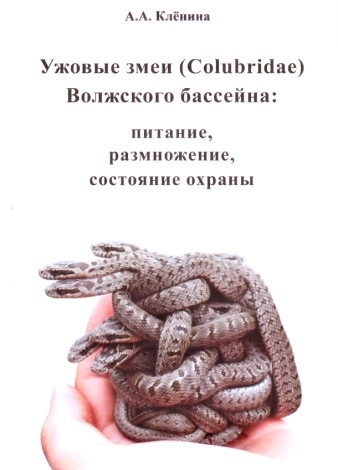 А.А. Клёнина
Ужовые змеи (Colubridae)
Волжского бассейна:
питание,
размножение,
состояние охраны